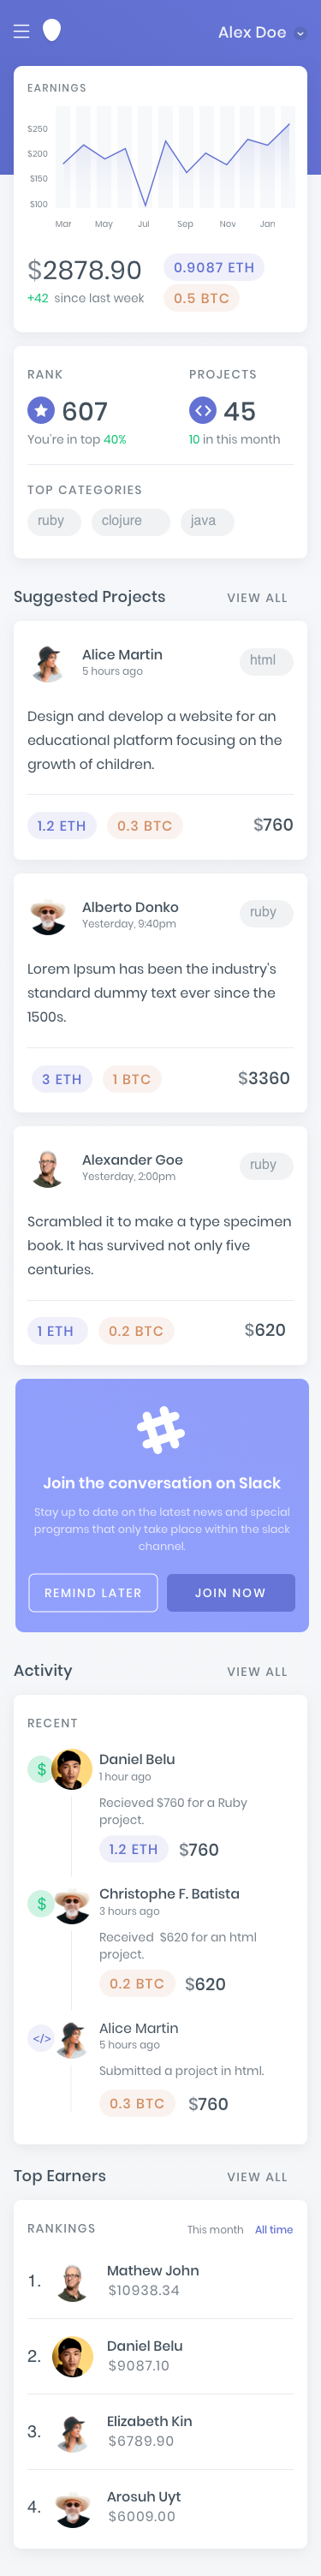 Alex Doe
EARNINGS
$250
$200
$150
$100
Mar May Jul Sep Nov Jan
$2878.90
0.9087 ETH
+42 since last week
0.5 BTC
RANK PROJECTS
607 45
You're in top 40% 10 in this month
TOP CATEGORIES
ruby clojure java
Suggested Projects VIEW ALL
Alice Martin
5 hours ago
html
Design and develop a website for an
educational platform focusing on the
growth of children.
1.2 ETH 0.3 BTC $760
Alberto Donko
Yesterday, 9:40pm
ruby
Lorem Ipsum has been the industry's
standard dummy text ever since the
1500s.
3 ETH 1 BTC $3360
Alexander Goe
Yesterday, 2:00pm
ruby
Scrambled it to make a type specimen
book. It has survived not only five
centuries.
1 ETH 0.2 BTC $620
Join the conversation on Slack
Stay up to date on the latest news and special
programs that only take place within the slack
channel.
REMIND LATER JOIN NOW
Activity VIEW ALL
RECENT
$
Daniel Belu
1 hour ago
Recieved $760 for a Ruby
project.
1.2 ETH $760
$
Christophe F. Batista
3 hours ago
Received $620 for an html
project.
0.2 BTC $620
</>
Alice Martin
5 hours ago
Submitted a project in html.
0.3 BTC $760
Top Earners VIEW ALL
RANKINGS This month All time
1. Mathew John
$10938.34
2. Daniel Belu
$9087.10
3. Elizabeth Kin
$6789.90
4. Arosuh Uyt
$6009.00